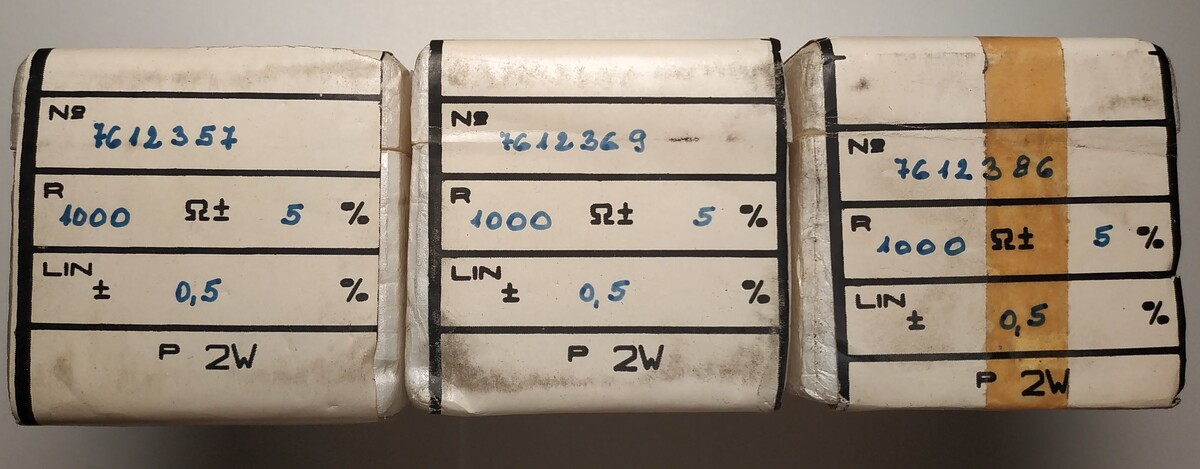 Nº 7612357
R 1000 Ω± 5 %
LIN ± 0,5 %
P 2W
Nº 7612369
R 1000 Ω± 5 %
LIN ± 0,5 %
P 2W
Nº 7612386
R 1000 Ω± 5 %
LIN ± 0,5 %
P 2W